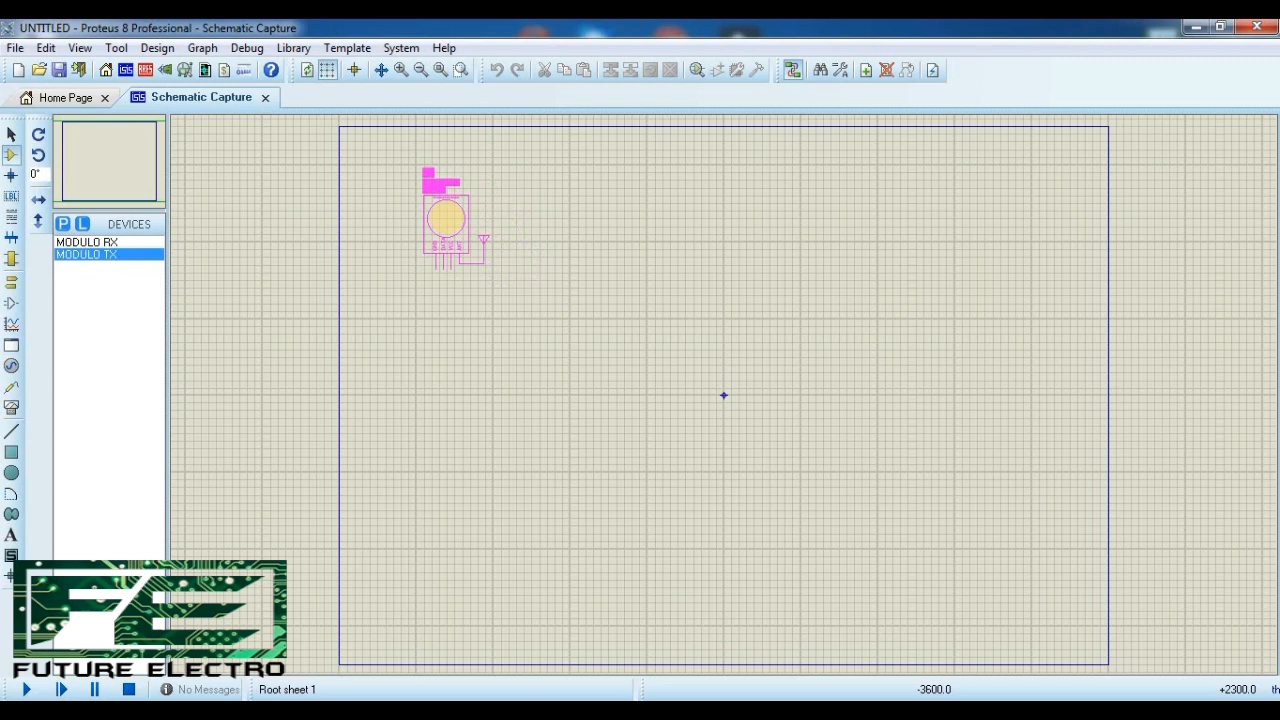 UNTITLED - Proteus 8 Professional - Schematic Capture
File Edit View Tool Design Graph Debug Library Template System Help
Home Page Schematic Capture
0°
LBL
P L DEVICES
MODULO RX
MODULO TX
A
S
FUTURE ELECTRO
No Messages Root sheet 1 -3600.0 +2300.0 th